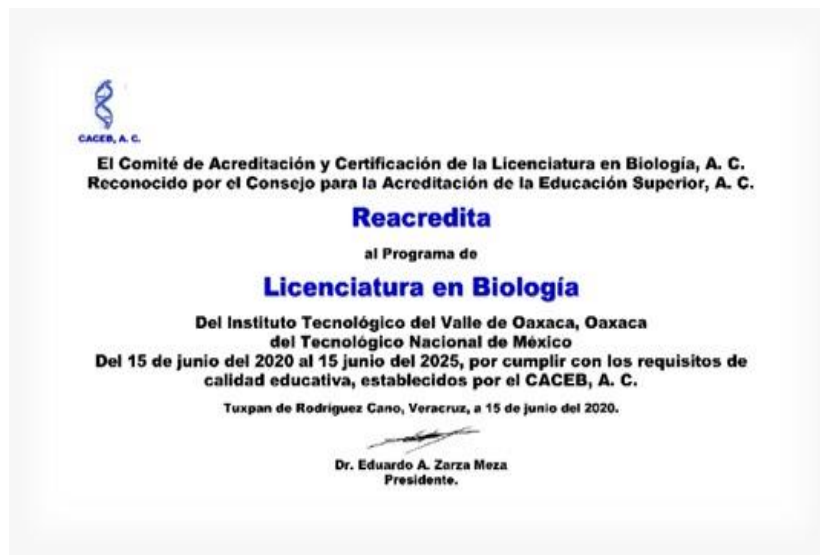 CACEB, A. C.
El Comité de Acreditación y Certificación de la Licenciatura en Biología, A. C.
Reconocido por el Consejo para la Acreditación de la Educación Superior, A. C.
Reacredita
al Programa de
Licenciatura en Biología
Del Instituto Tecnológico del Valle de Oaxaca, Oaxaca
del Tecnológico Nacional de México
Del 15 de junio del 2020 al 15 junio del 2025, por cumplir con los requisitos de
calidad educativa, establecidos por el CACEB, A. C.
Tuxpan de Rodríguez Cano, Veracruz, a 15 de junio del 2020.
Dr. Eduardo A. Zarza Meza
Presidente.